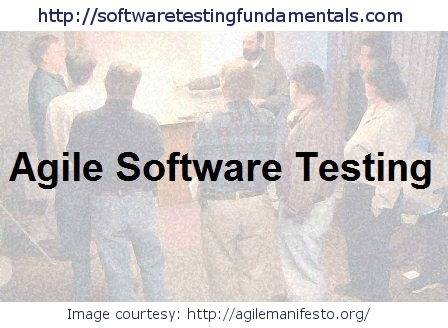 http://softwaretestingfundamentals.com
Agile Software Testing
Image courtesy: http://agilemanifesto.org/